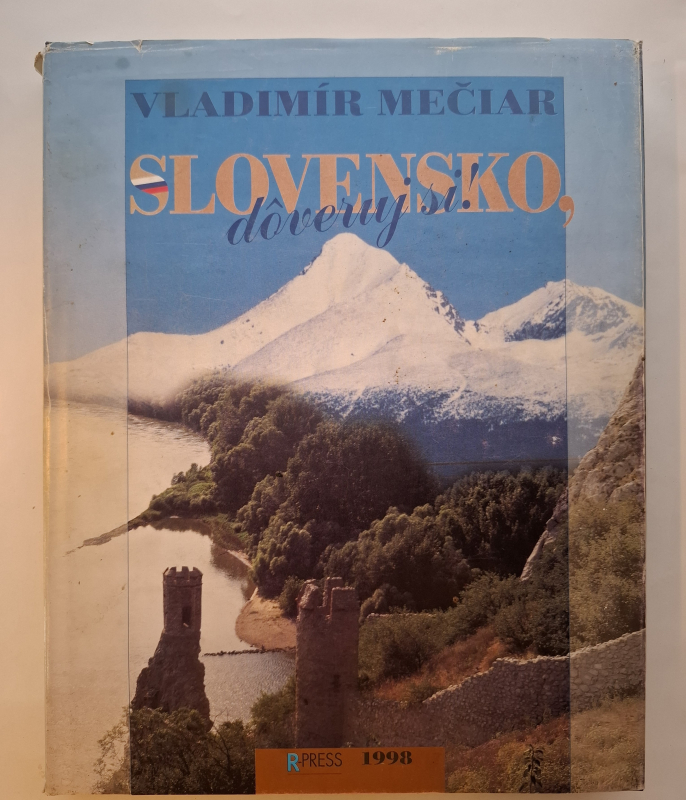 VLADIMÍR MEČIAR
SLOVENSKO,
dôveruj si!
R-PRESS 1998